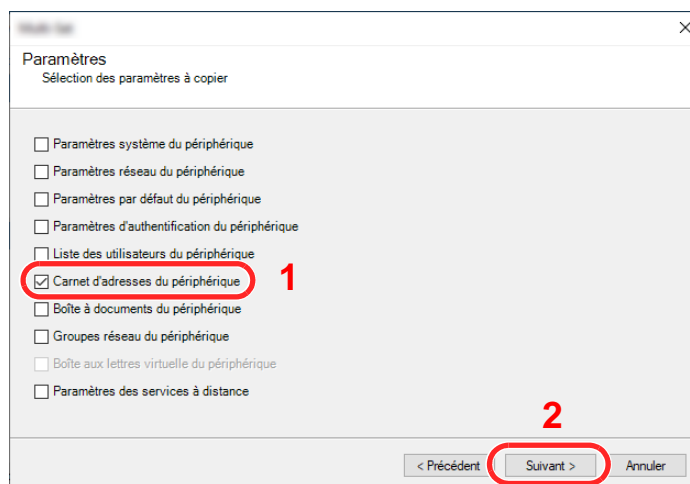 Paramètres
Sélection des paramètres à copier
Paramètres système du périphérique
Paramètres réseau du périphérique
Paramètres par défaut du périphérique
Paramètres d'authentification du périphérique
Liste des utilisateurs du périphérique
Carnet d'adresses du périphérique
1
Boîte à documents du périphérique
Groupes réseau du périphérique
Boîte aux lettres virtuelle du périphérique
Paramètres des services à distance
2
< Précédent
Suivant >
Annuler